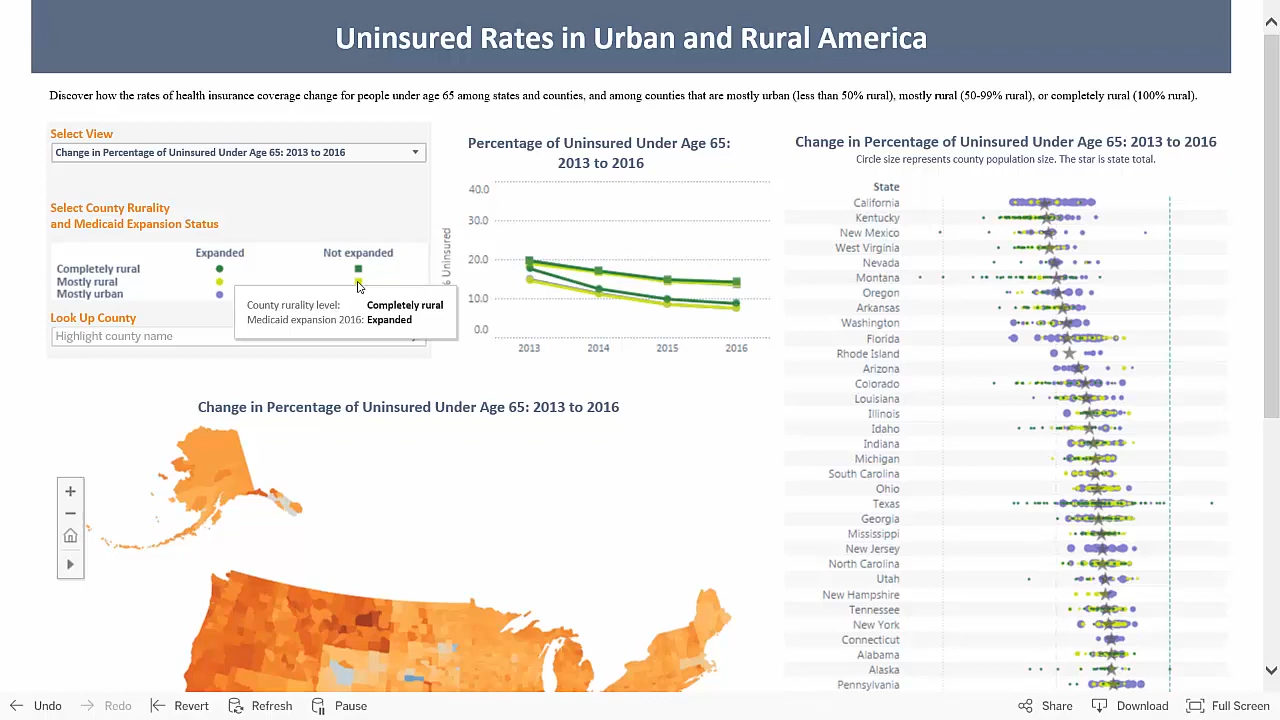 Uninsured Rates in Urban and Rural America
Discover how the rates of health insurance coverage change for people under age 65 among states and counties, and among counties that are mostly urban (less than 50% rural), mostly rural (50-99% rural), or completely rural (100% rural).
Select View
Change in Percentage of Uninsured Under Age 65: 2013 to 2016
Select County Rurality
and Medicaid Expansion Status
Expanded Not expanded
Completely rural
Mostly rural
Mostly urban
County rurality level: Completely rural
Medicaid expansion 2016: Expanded
Look Up County
Highlight county name
Percentage of Uninsured Under Age 65:
2013 to 2016
Uninsured
40.0
30.0
20.0
10.0
0.0
2013 2014 2015 2016
Change in Percentage of Uninsured Under Age 65: 2013 to 2016
Circle size represents county population size. The star is state total.
State
California
Kentucky
New Mexico
West Virginia
Nevada
Montana
Oregon
Arkansas
Washington
Florida
Rhode Island
Arizona
Colorado
Louisiana
Illinois
Idaho
Indiana
Michigan
South Carolina
Ohio
Texas
Georgia
Mississippi
New Jersey
North Carolina
Utah
New Hampshire
Tennessee
New York
Connecticut
Alabama
Alaska
Pennsylvania
Change in Percentage of Uninsured Under Age 65: 2013 to 2016
Undo Redo Revert Refresh Pause Share Download Full Screen